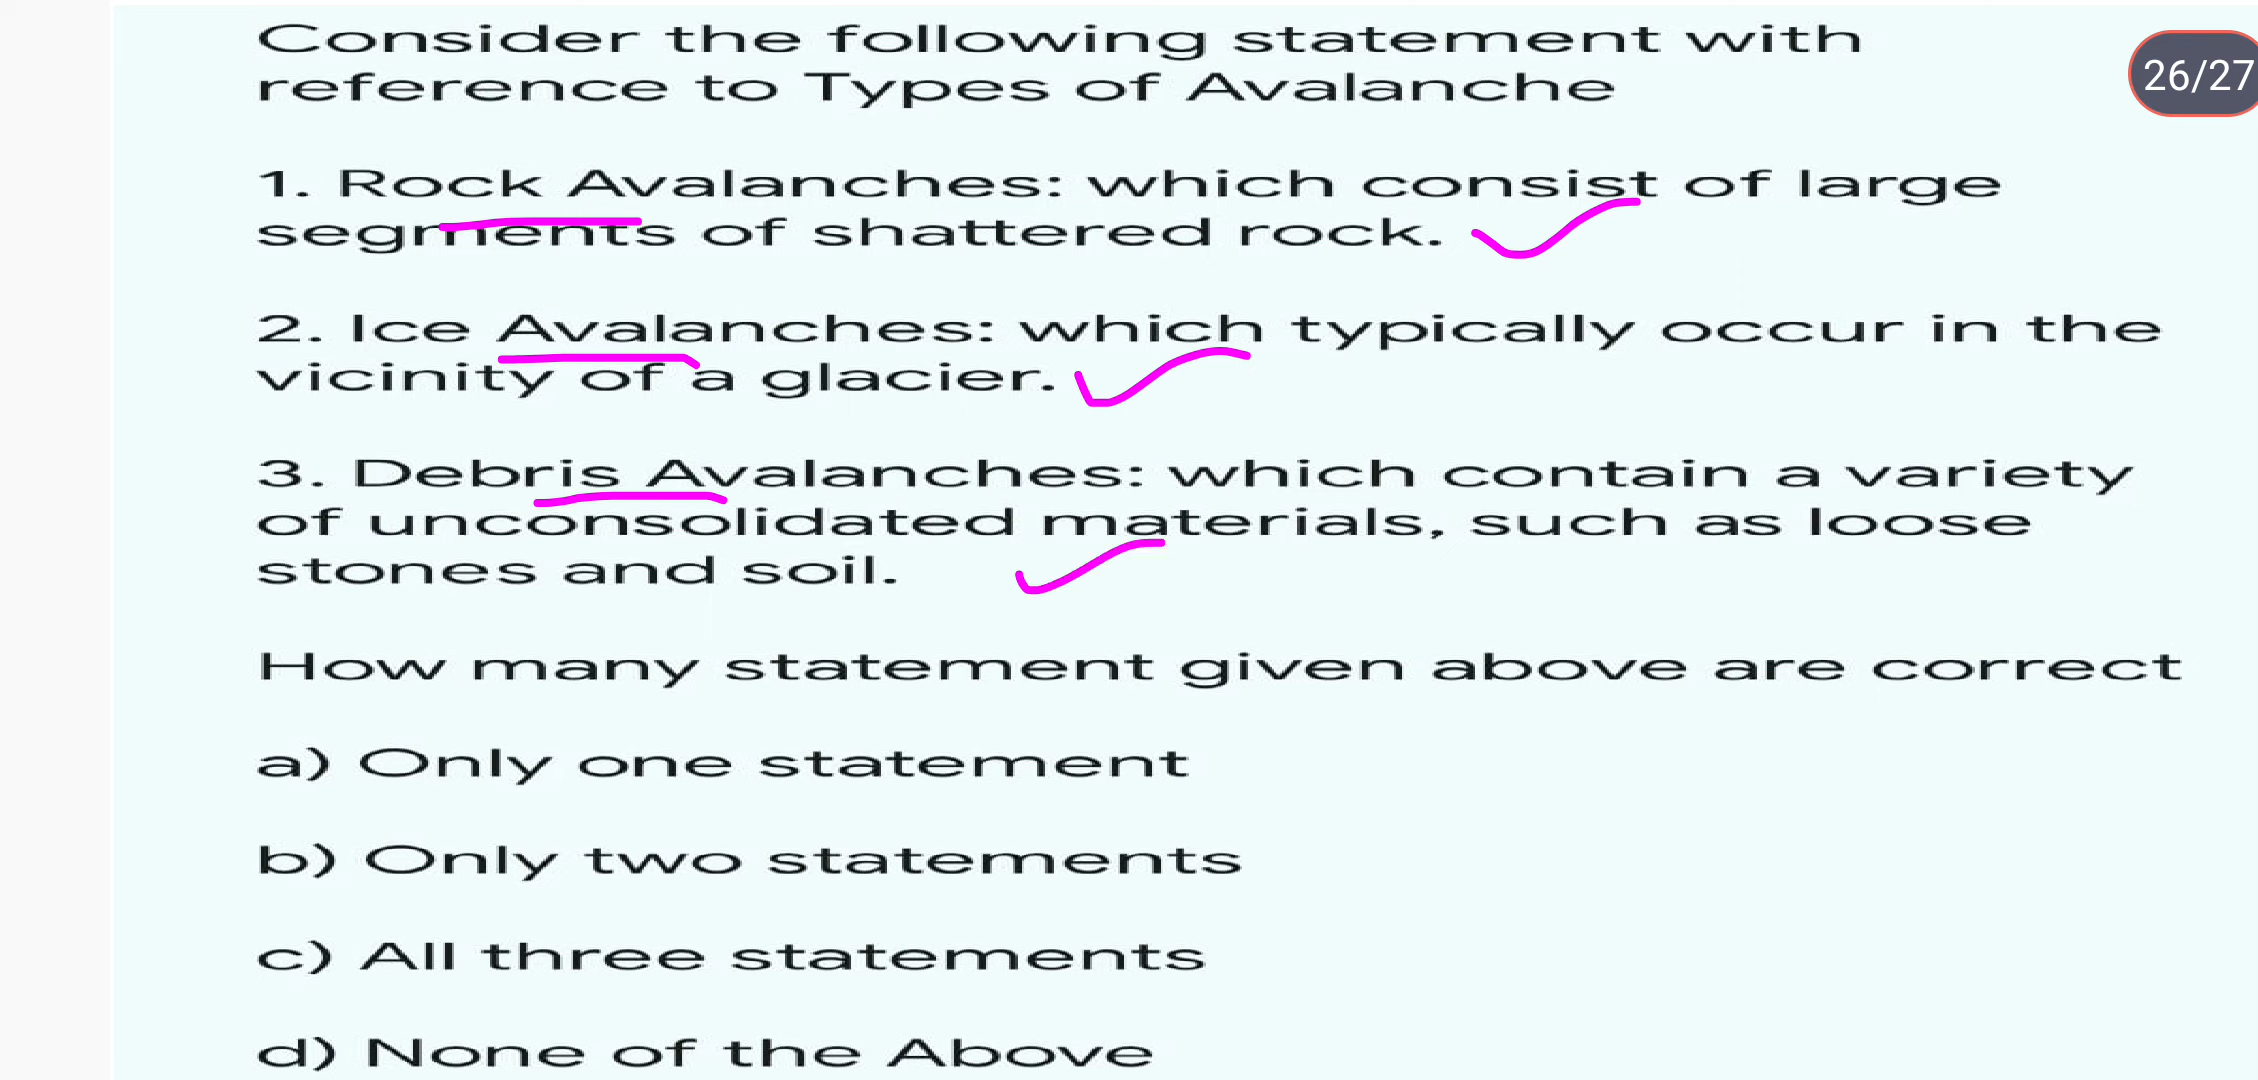 Consider the following statement with
reference to Types of Avalanche
26/27
1. Rock Avalanches: which consist of large
segments of shattered rock.
2. Ice Avalanches: which typically occur in the
vicinity of a glacier.
3. Debris Avalanches: which contain a variety
of unconsolidated materials, such as loose
stones and soil.
How many statement given above are correct
a) Only one statement
b) Only two statements
c) All three statements
d) None of the Above